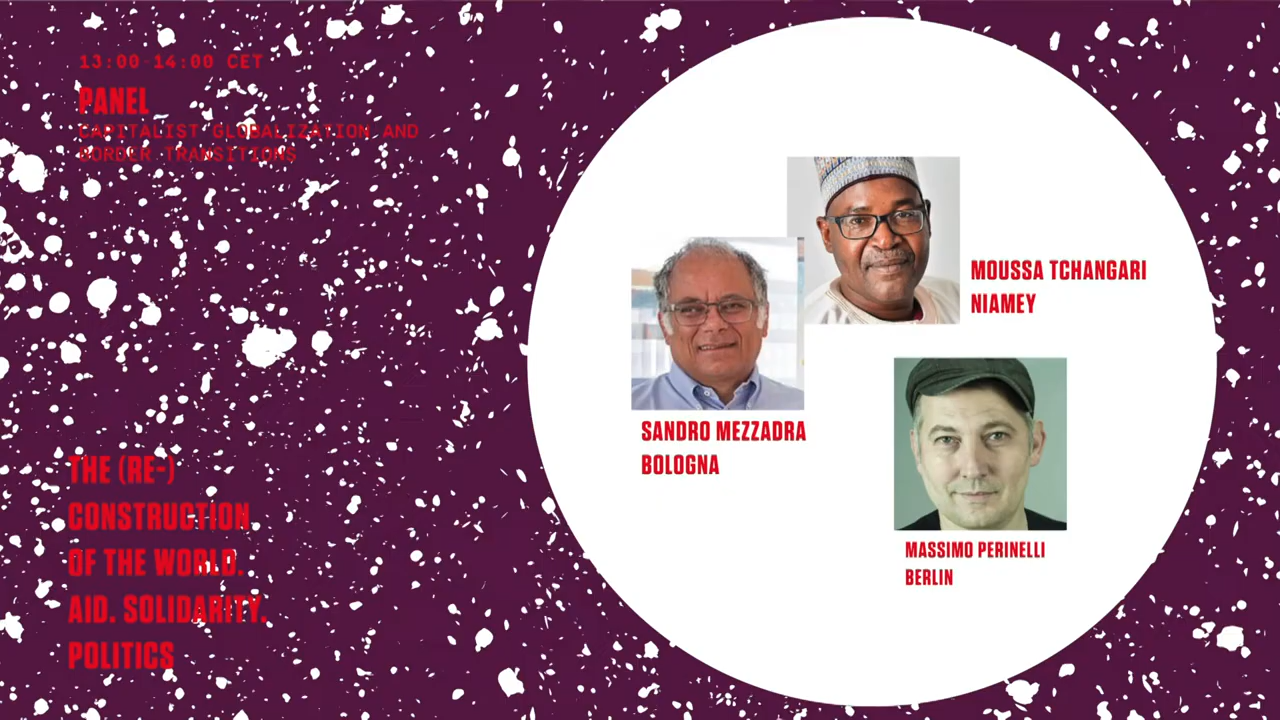 13:00-14:00 CET
PANEL
CAPITALIST GLOBALIZATION AND
BORDER TRANSITIONS
THE (RE-)
CONSTRUCTION
OF THE WORLD.
AID. SOLIDARITY.
POLITICS
MOUSSA TCHANGARI
NIAMEY
SANDRO MEZZADRA
BOLOGNA
MASSIMO PERINELLI
BERLIN